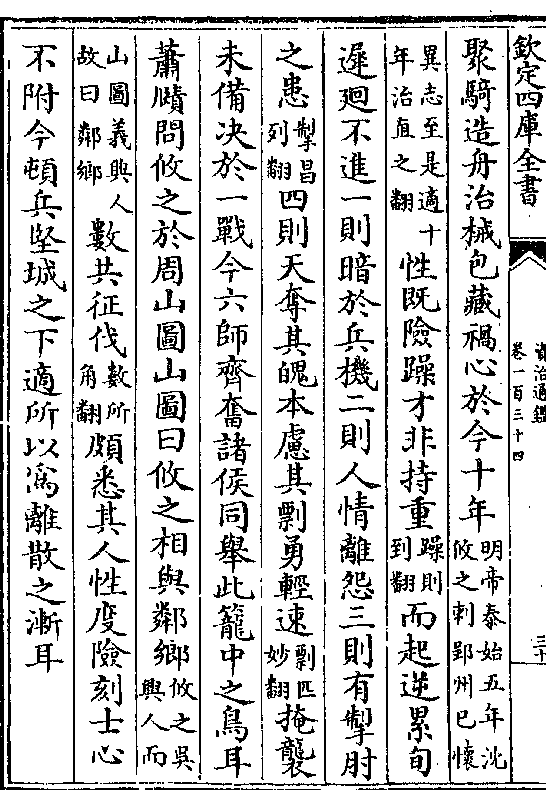 欽定四庫全書
資治通鑑
卷一百三十四
三十
聚騎造舟治械包藏禍心於今十年明帝泰始五年沈攸之刺郢州已懷
異志至是適十年治直之翻性既險躁才非持重躁則到翻而起逆累旬
遲迴不進一則暗於兵機二則人情離怨三則有掣肘
之患掣昌列翻四則天奪其魄本慮其剽勇輕速剽匹妙翻掩襲
未備决於一戰今六師齊奮諸侯同舉此籠中之鳥耳
蕭賾問攸之於周山圖山圖曰攸之相與鄰鄉攸之吳興人而
山圖義興人故曰鄰鄉數共征伐數所角翻頗悉其人性度險刻士心
不附今頓兵堅城之下適所以為離散之漸耳